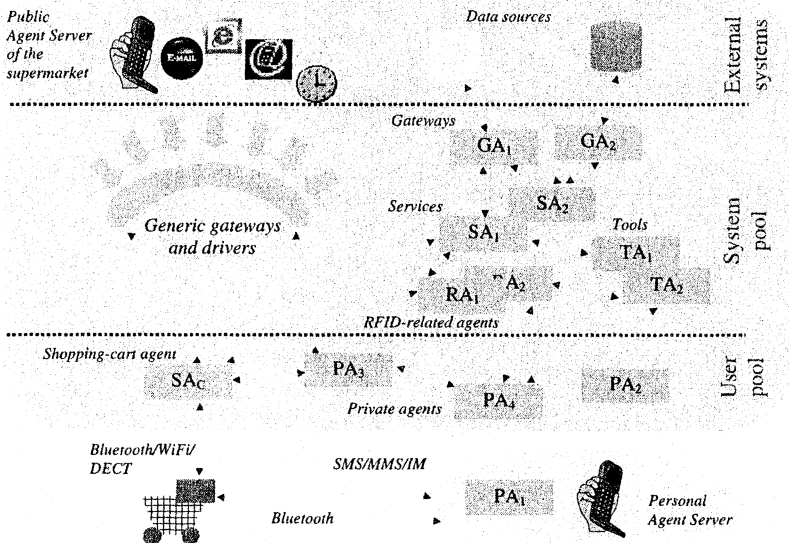 Public
Agent Server
of the
supermarket
E-MAIL
Data sources
External
systems
Gateways
GA1
GA2
Services
SA2
SA1
Generic gateways
and drivers
Tools
TA1
TA2
RA1
RA2
RFID-related agents
System
pool
Shopping-cart agent
SAC
PA3
PA4
PA2
Private agents
User
pool
Bluetooth/WiFi/
DECT
SMS/MMS/IM
Bluetooth
PA1
Personal
Agent Server